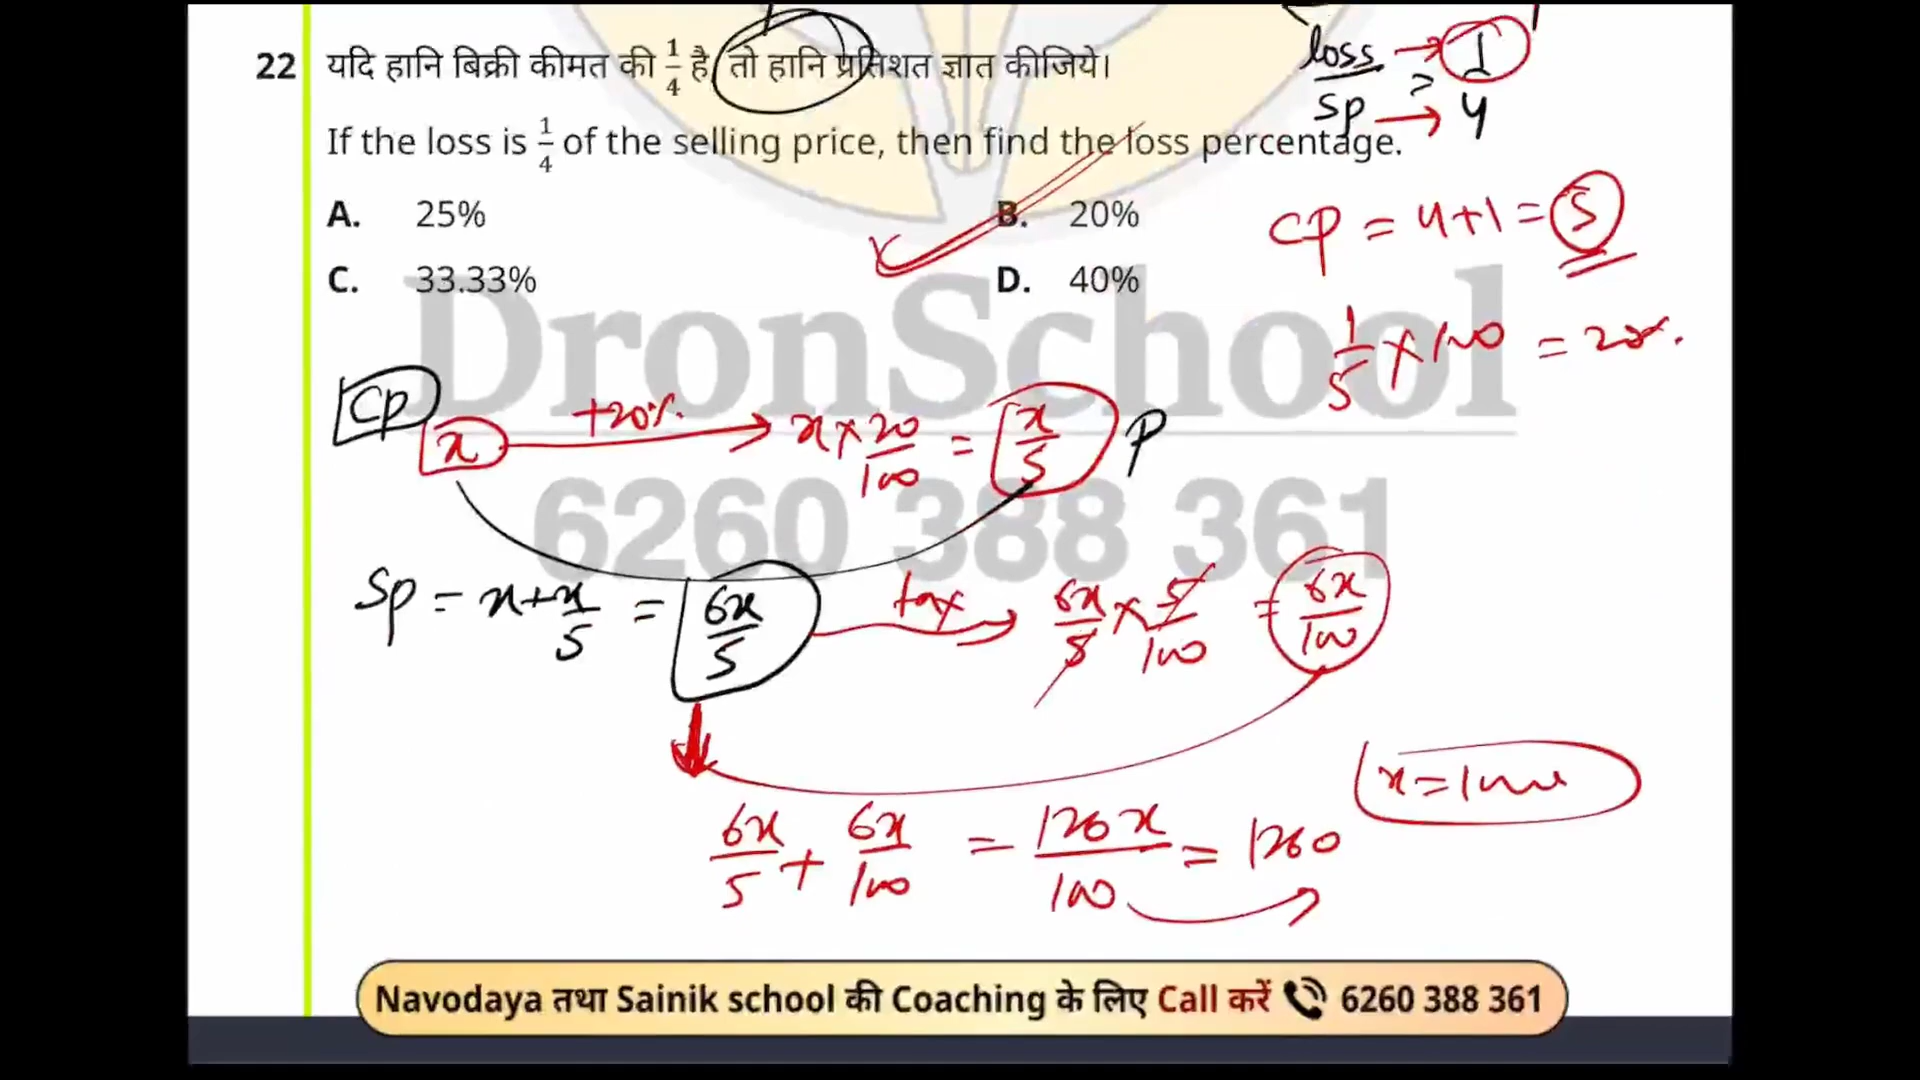 22 यदि हानि बिक्री कीमत की 1/4 है, तो हानि प्रतिशत ज्ञात कीजिये।
If the loss is 1/4 of the selling price, then find the loss percentage.
A. 25% B. 20%
C. 33.33% D. 40%
loss/SP = 1/4
CP = 4+1 = 5
1/5 × 100 = 20%
DronSchool
6260 388 361
CP
x +20% x × 20/100 = x/5 P
SP = x + x/5 = 6x/5 tax 6x/5 × 5/100 = 6x/100
x = 1000
6x/5 + 6x/100 = 126x/100 = 1260
Navodaya तथा Sainik school की Coaching के लिए Call करें 6260 388 361